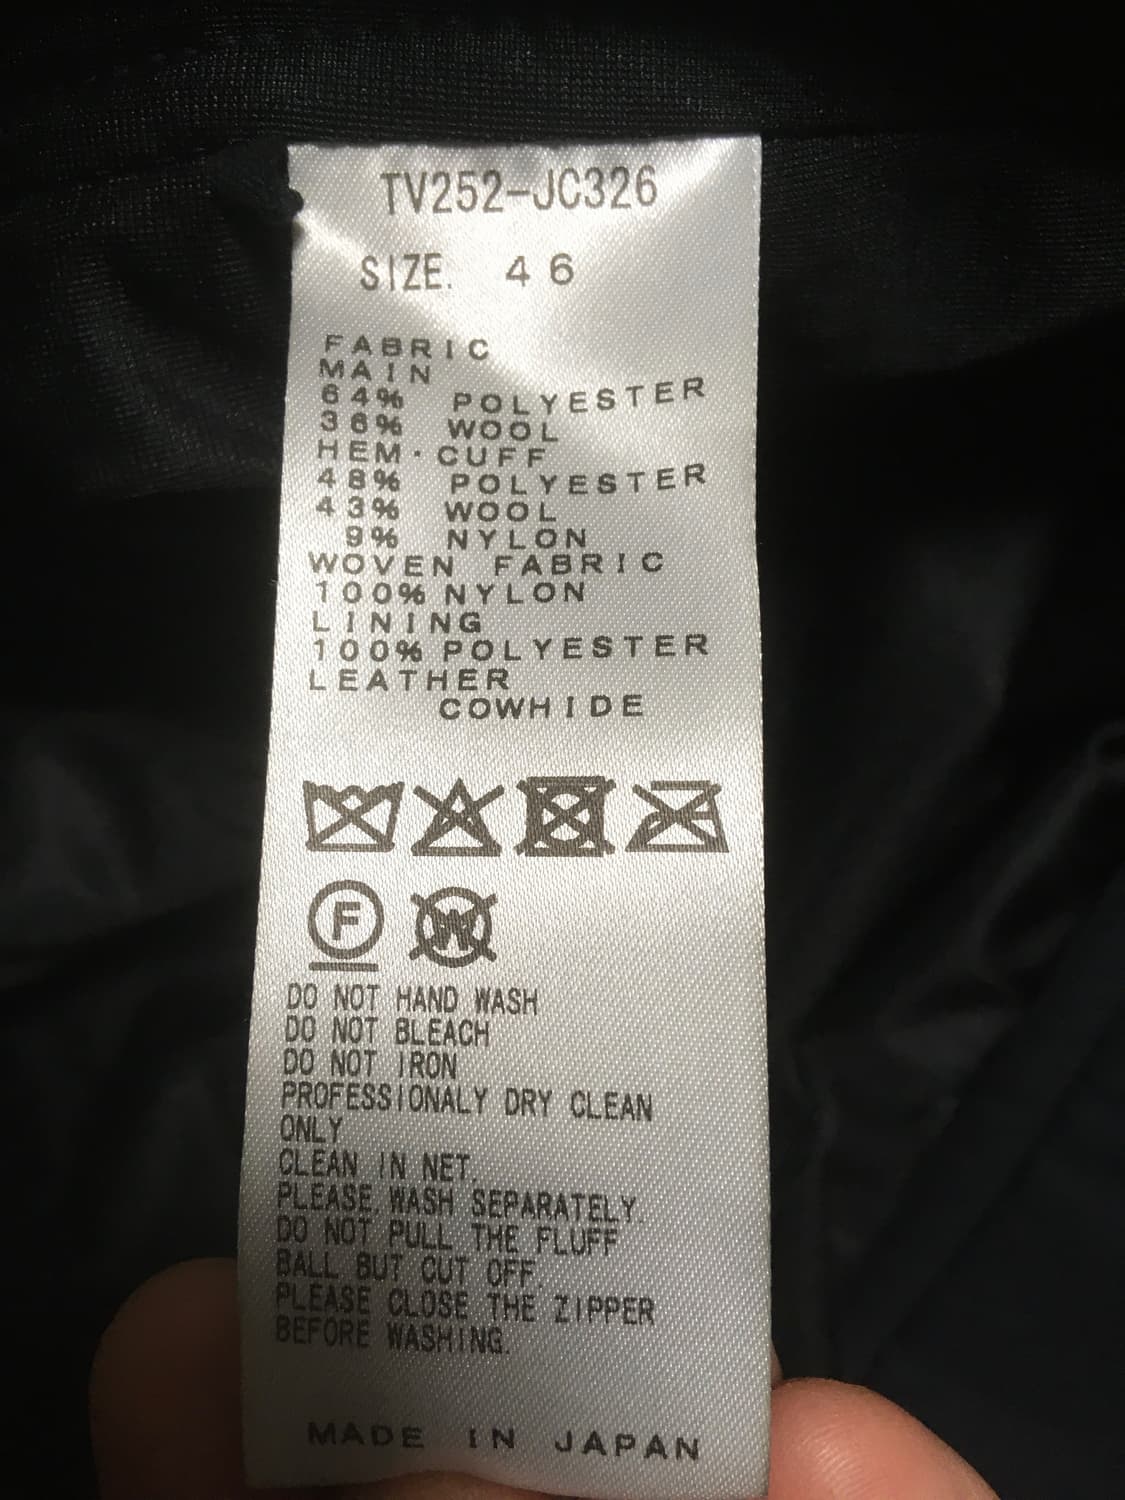 TV252-JC326
SIZE. 46
FABRIC
MAIN
64% POLYESTER
36% WOOL
HEM・CUFF
48% POLYESTER
43% WOOL
9% NYLON
WOVEN FABRIC
100% NYLON
LINING
100% POLYESTER
LEATHER
COWHIDE
F W
DO NOT HAND WASH
DO NOT BLEACH
DO NOT IRON
PROFESSIONALY DRY CLEAN
ONLY
CLEAN IN NET.
PLEASE WASH SEPARATELY.
DO NOT PULL THE FLUFF
BALL BUT CUT OFF.
PLEASE CLOSE THE ZIPPER
BEFORE WASHING.
MADE IN JAPAN